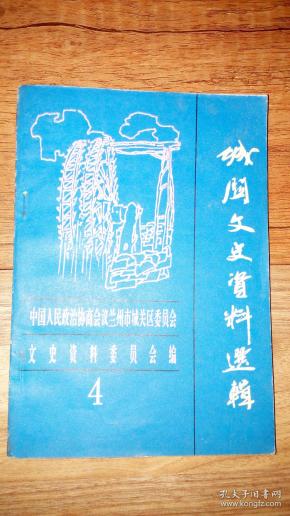 城关文史资料选辑
中国人民政治协商会议兰州市城关区委员会
文史资料委员会编
4
孔夫子旧书网
kongfz.com